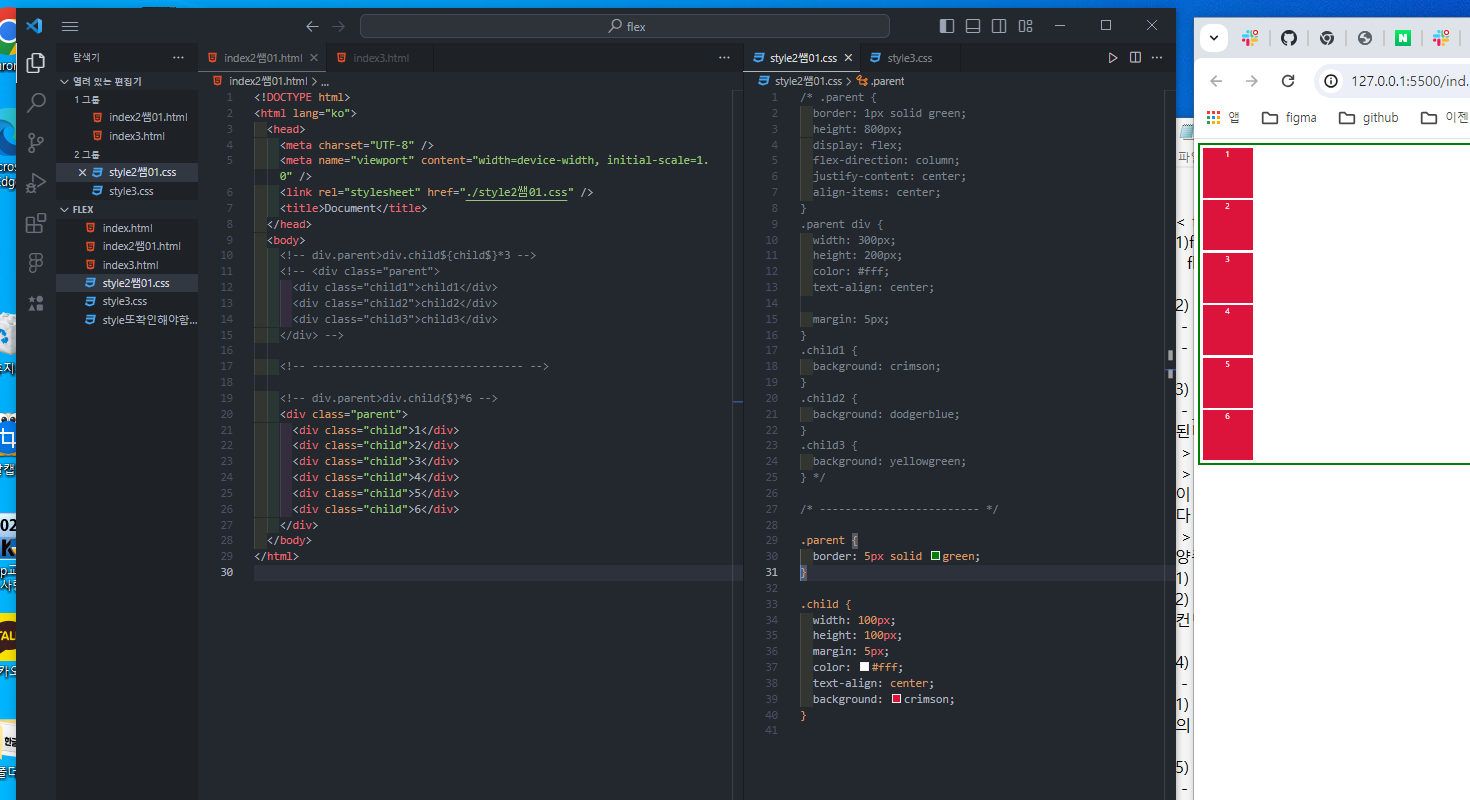 flex
탐색기
열려 있는 편집기
1 그룹
index2쌤01.html
index3.html
2 그룹
style2쌤01.css
style3.css
FLEX
index.html
index2쌤01.html
index3.html
style2쌤01.css
style3.css
style또확인해야함...
index2쌤01.html
index3.html
index2쌤01.html > ...
1 <!DOCTYPE html>
2 <html lang="ko">
3 <head>
4 <meta charset="UTF-8" />
5 <meta name="viewport" content="width=device-width, initial-scale=1.
0" />
6 <link rel="stylesheet" href="./style2쌤01.css" />
7 <title>Document</title>
8 </head>
9 <body>
10 <!-- div.parent>div.child${child$}*3 -->
11 <!-- <div class="parent">
12 <div class="child1">child1</div>
13 <div class="child2">child2</div>
14 <div class="child3">child3</div>
15 </div> -->
16
17 <!-- --------------------------------- -->
18
19 <!-- div.parent>div.child{$}*6 -->
20 <div class="parent">
21 <div class="child">1</div>
22 <div class="child">2</div>
23 <div class="child">3</div>
24 <div class="child">4</div>
25 <div class="child">5</div>
26 <div class="child">6</div>
27 </div>
28 </body>
29 </html>
30
style2쌤01.css
style3.css
style2쌤01.css > .parent
1 /* .parent {
2 border: 1px solid green;
3 height: 800px;
4 display: flex;
5 flex-direction: column;
6 justify-content: center;
7 align-items: center;
8 }
9 .parent div {
10 width: 300px;
11 height: 200px;
12 color: #fff;
13 text-align: center;
14
15 margin: 5px;
16 }
17 .child1 {
18 background: crimson;
19 }
20 .child2 {
21 background: dodgerblue;
22 }
23 .child3 {
24 background: yellowgreen;
25 } */
26
27 /* ------------------------- */
28
29 .parent {
30 border: 5px solid green;
31 }
32
33 .child {
34 width: 100px;
35 height: 100px;
36 margin: 5px;
37 color: #fff;
38 text-align: center;
39 background: crimson;
40 }
41
127.0.0.1:5500/ind...
앱
figma
github
이젠
1
2
3
4
5
6
파
<
1)f
f
2)
-
-
3)
-
된
>
>
이
다
>
양
1)
2)
컨
4)
-
1)
의
5)
-